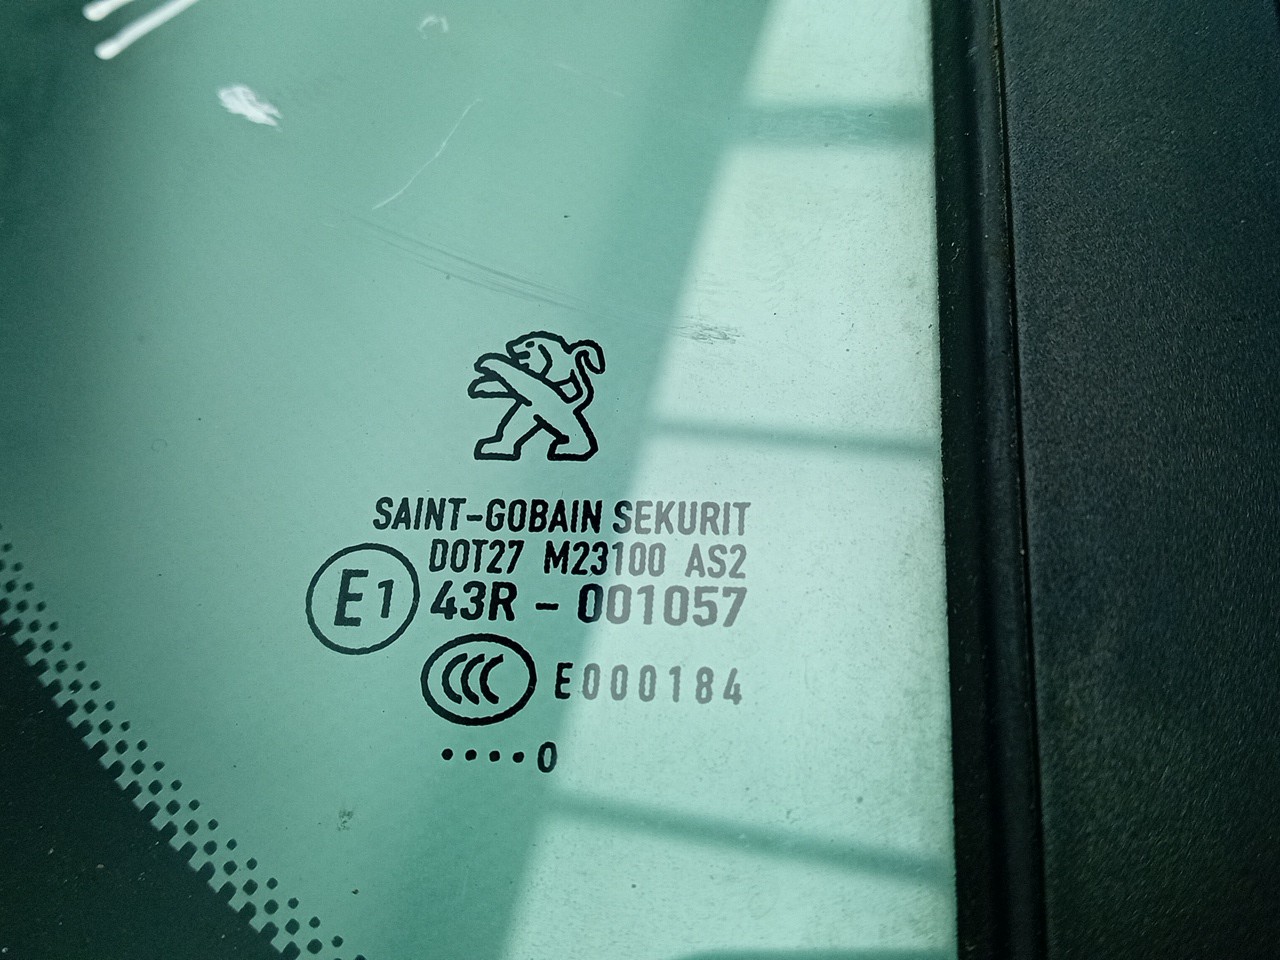 SAINT-GOBAIN SEKURIT
DOT27 M23100 AS2
E1 43R - 001057
CCC E000184
....0